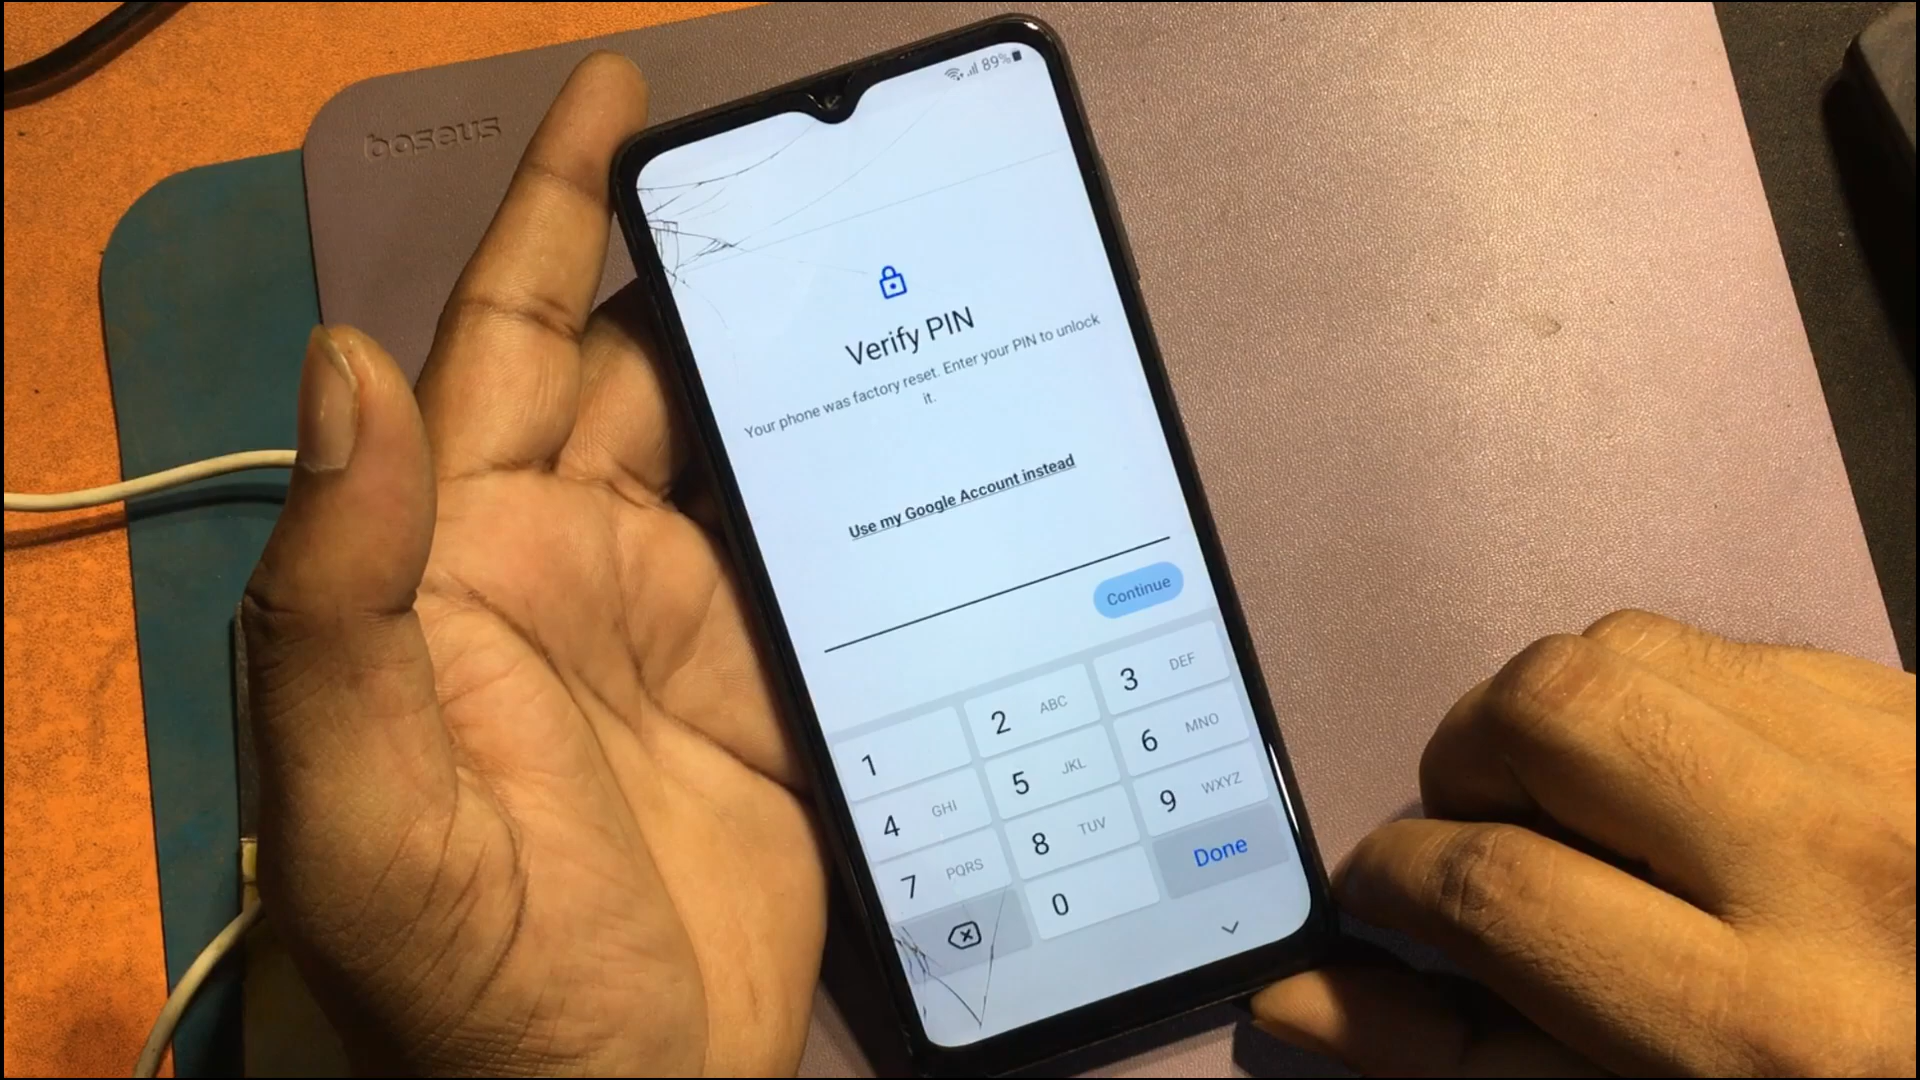 baseus
89%
Verify PIN
Your phone was factory reset. Enter your PIN to unlock
it.
Use my Google Account instead
Continue
1
2 ABC
3 DEF
4 GHI
5 JKL
6 MNO
7 PQRS
8 TUV
9 WXYZ
0
Done